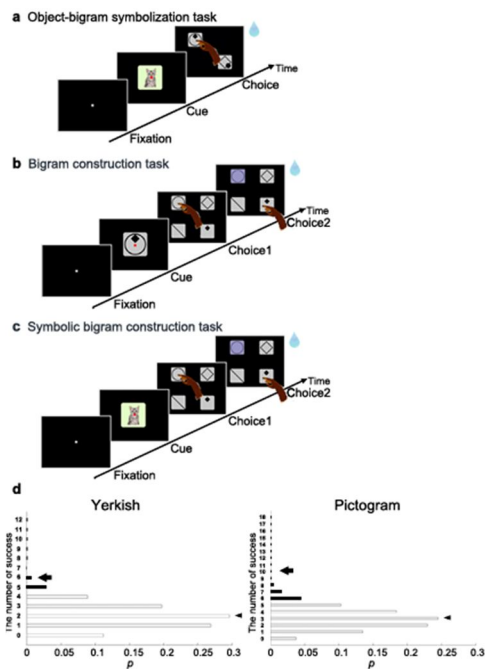 a Object-bigram symbolization task
Time
Choice
Cue
Fixation
b Bigram construction task
Time
Choice2
Choice1
Cue
Fixation
c Symbolic bigram construction task
Time
Choice2
Choice1
Cue
Fixation
d
Yerkish
Pictogram
The number of success
12
11
10
9
8
7
6
5
4
3
2
1
0
0 0.05 0.1 0.15 0.2 0.25 0.3
p
The number of success
18
17
16
15
14
13
12
11
10
9
8
7
6
5
4
3
2
1
0
0 0.05 0.1 0.15 0.2 0.25 0.3
p